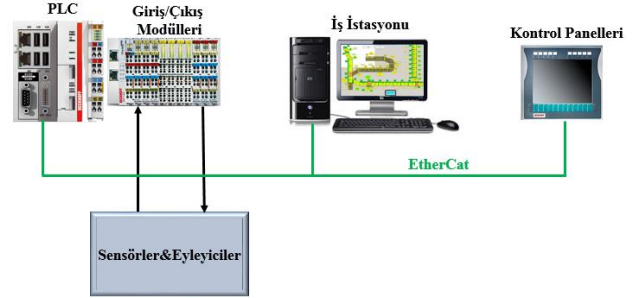 PLC
Giriş/Çıkış
Modülleri
İş İstasyonu
Kontrol Panelleri
EtherCat
Sensörler&Eyleyiciler